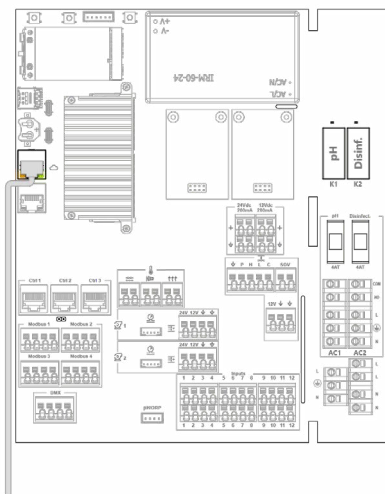 +V
-V
IRM-60-24
AC/N
AC/L
pH
Disinf.
K1 K2
24Vdc 12Vdc
pH Disinfect.
4AT 4AT
Ctrl 1 Ctrl 2 Ctrl 3
12V
24V 12V
COM
NO
L
N
AC1 AC2
L
N
L
L
N
N
Modbus 1 Modbus 2
Modbus 3 Modbus 4
DMX
1
2
24V 12V
Inputs
1 2 3 4 5 6 7 8 9 10 11 12
1 2 3 4 5 6 7 8 9 10 11 12